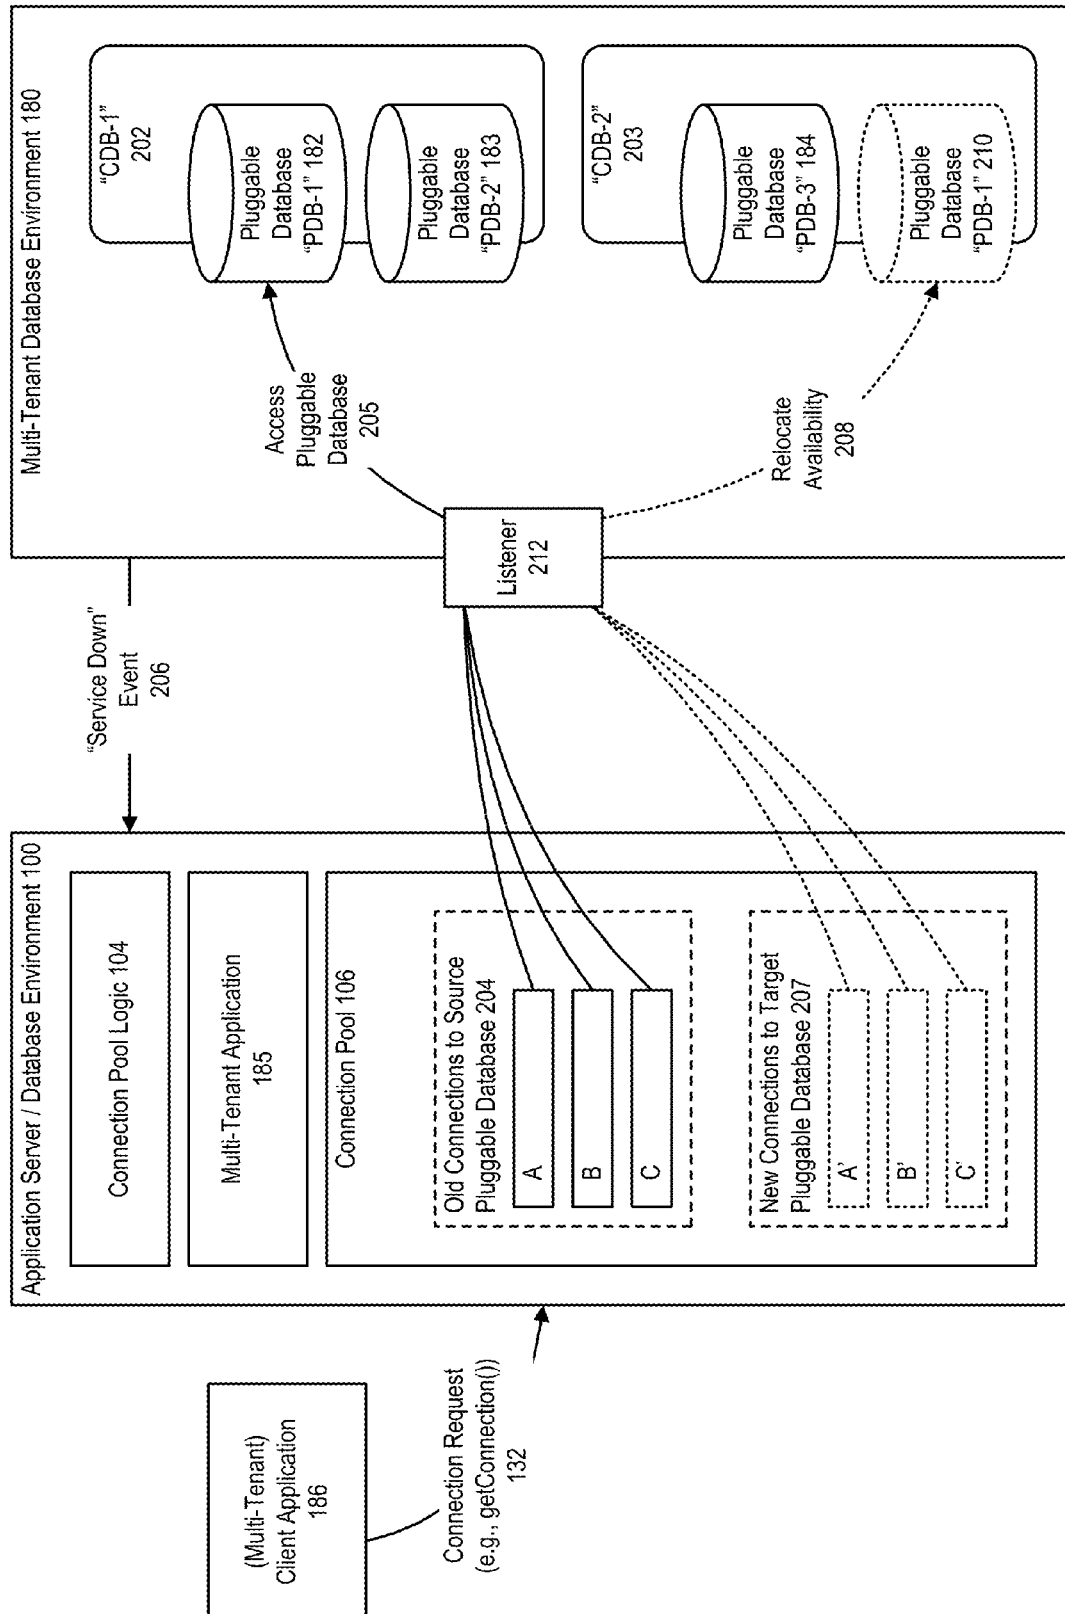 (Multi-Tenant)
Client Application
186
Connection Request
(e.g., getConnection())
132
Application Server / Database Environment 100
Connection Pool Logic 104
Multi-Tenant Application
185
Connection Pool 106
Old Connections to Source
Pluggable Database 204
A
B
C
New Connections to Target
Pluggable Database 207
A'
B'
C'
"Service Down"
Event
206
Listener
212
Multi-Tenant Database Environment 180
Access
Pluggable
Database
205
Relocate
Availability
208
"CDB-1"
202
Pluggable
Database
"PDB-1" 182
Pluggable
Database
"PDB-2" 183
"CDB-2"
203
Pluggable
Database
"PDB-3" 184
Pluggable
Database
"PDB-1" 210